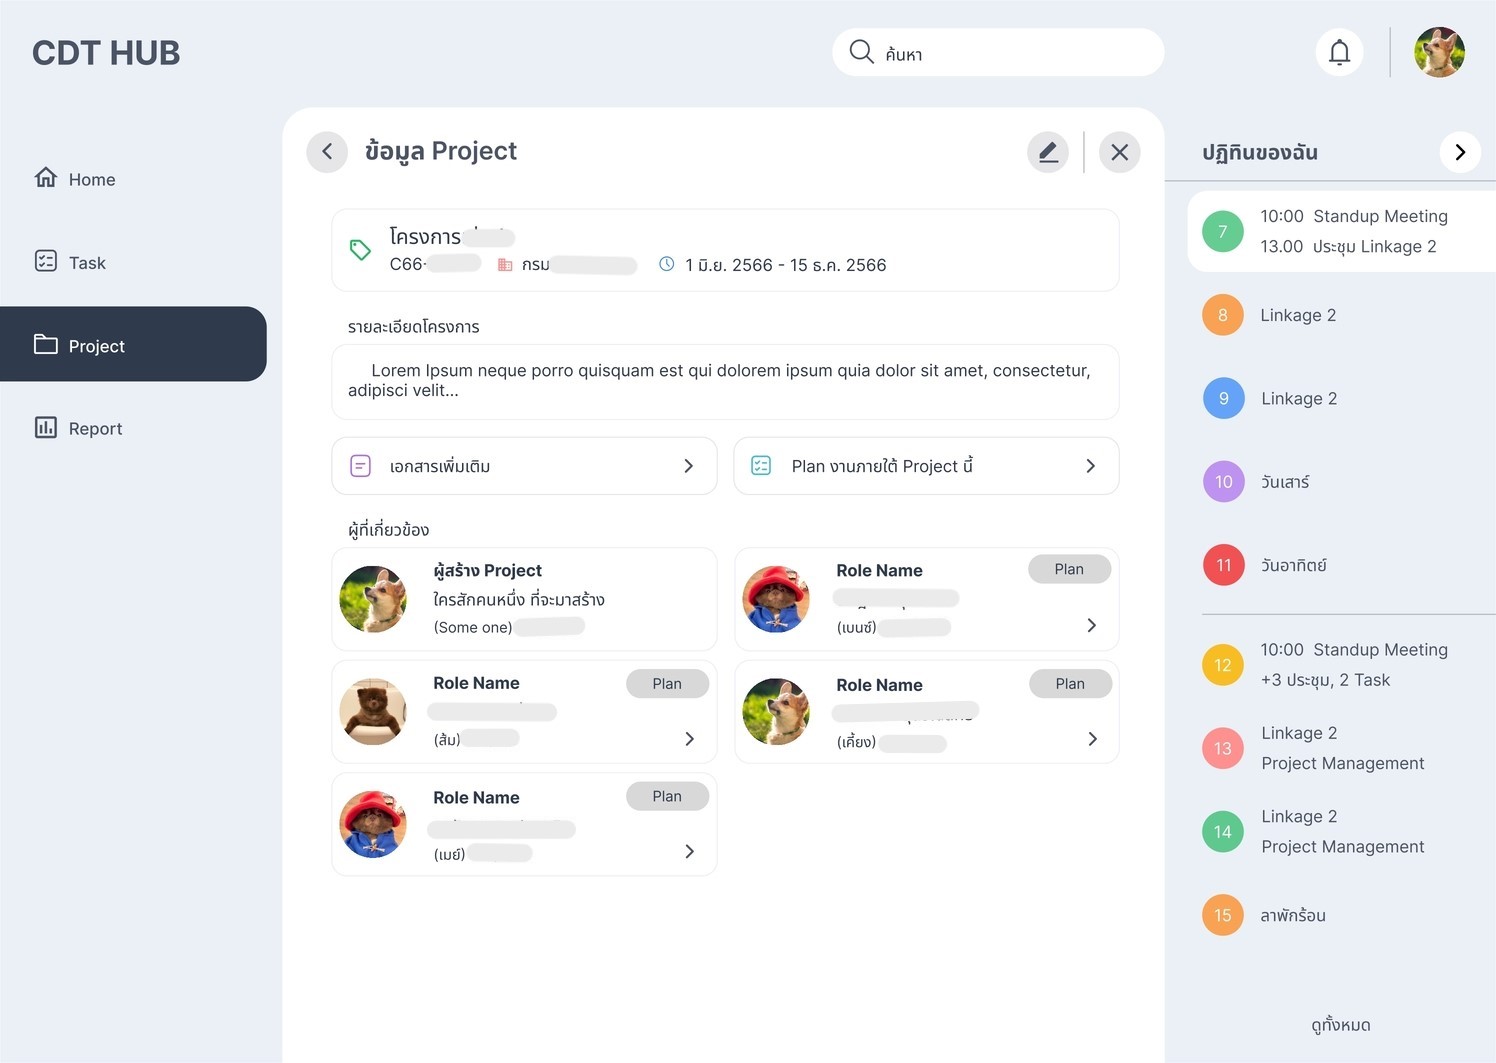 CDT HUB
ค้นหา
Home
Task
Project
Report
ข้อมูล Project
โครงการ
C66-
กรม
1 มิ.ย. 2566 - 15 ธ.ค. 2566
รายละเอียดโครงการ
Lorem Ipsum neque porro quisquam est qui dolorem ipsum quia dolor sit amet, consectetur,
adipisci velit...
เอกสารเพิ่มเติม
Plan งานภายใต้ Project นี้
ผู้ที่เกี่ยวข้อง
ผู้สร้าง Project
ใครสักคนหนึ่ง ที่จะมาสร้าง
(Some one)
Role Name
Plan
(เบนซ์)
Role Name
Plan
(ส้ม)
Role Name
Plan
(เคี้ยง)
Role Name
Plan
(เมย์)
ปฏิทินของฉัน
7
10:00 Standup Meeting
13.00 ประชุม Linkage 2
8
Linkage 2
9
Linkage 2
10
วันเสาร์
11
วันอาทิตย์
12
10:00 Standup Meeting
+3 ประชุม, 2 Task
13
Linkage 2
Project Management
14
Linkage 2
Project Management
15
ลาพักร้อน
ดูทั้งหมด